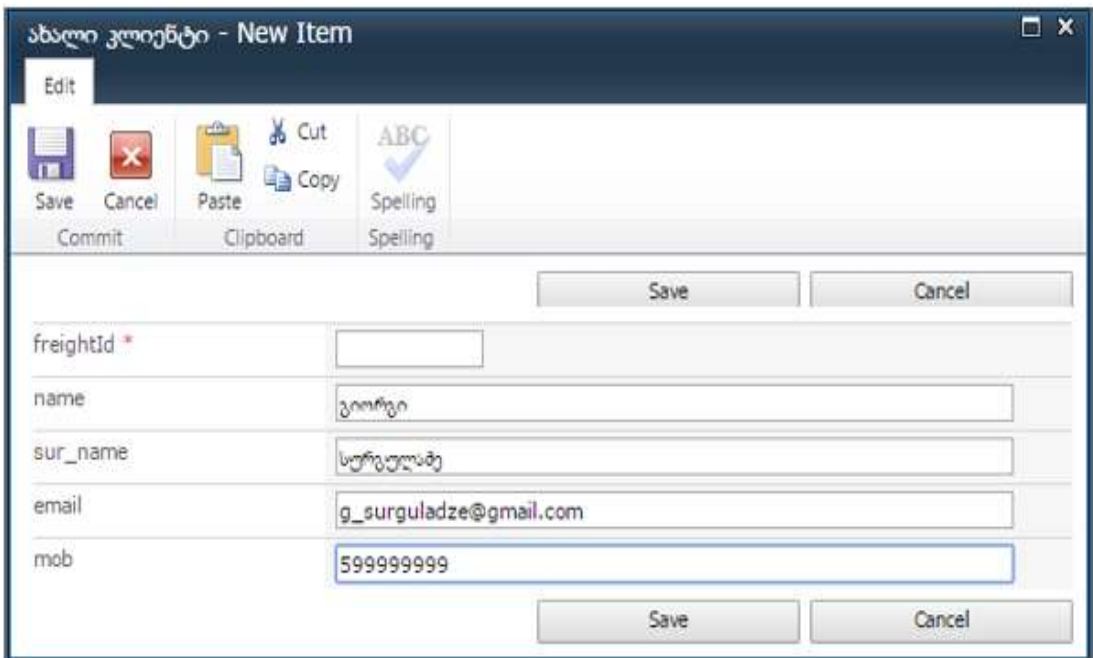 ახალი კლიენტი - New Item
Edit
Save Cancel Paste Cut Copy ABC Spelling
Commit Clipboard Spelling
Save Cancel
freightId *
name გიორგი
sur_name სურგულაძე
email g_surguladze@gmail.com
mob 599999999
Save Cancel